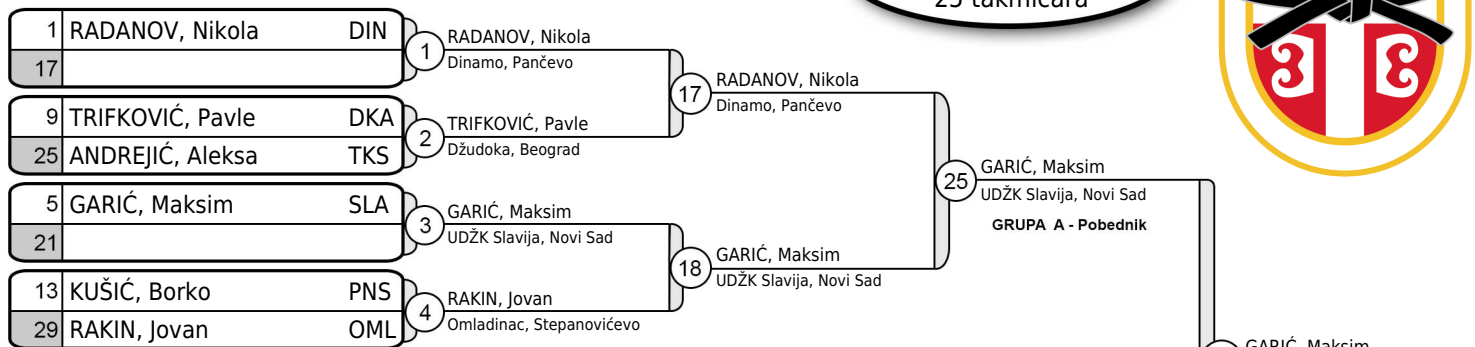 25 takmičara
1 RADANOV, Nikola DIN
17
9 TRIFKOVIĆ, Pavle DKA
25 ANDREJIĆ, Aleksa TKS
5 GARIĆ, Maksim SLA
21
13 KUŠIĆ, Borko PNS
29 RAKIN, Jovan OML
1 RADANOV, Nikola
Dinamo, Pančevo
2 TRIFKOVIĆ, Pavle
Džudoka, Beograd
3 GARIĆ, Maksim
UDŽK Slavija, Novi Sad
4 RAKIN, Jovan
Omladinac, Stepanovićevo
17 RADANOV, Nikola
Dinamo, Pančevo
18 GARIĆ, Maksim
UDŽK Slavija, Novi Sad
25 GARIĆ, Maksim
UDŽK Slavija, Novi Sad
GRUPA A - Pobednik
GARIĆ, Maksim